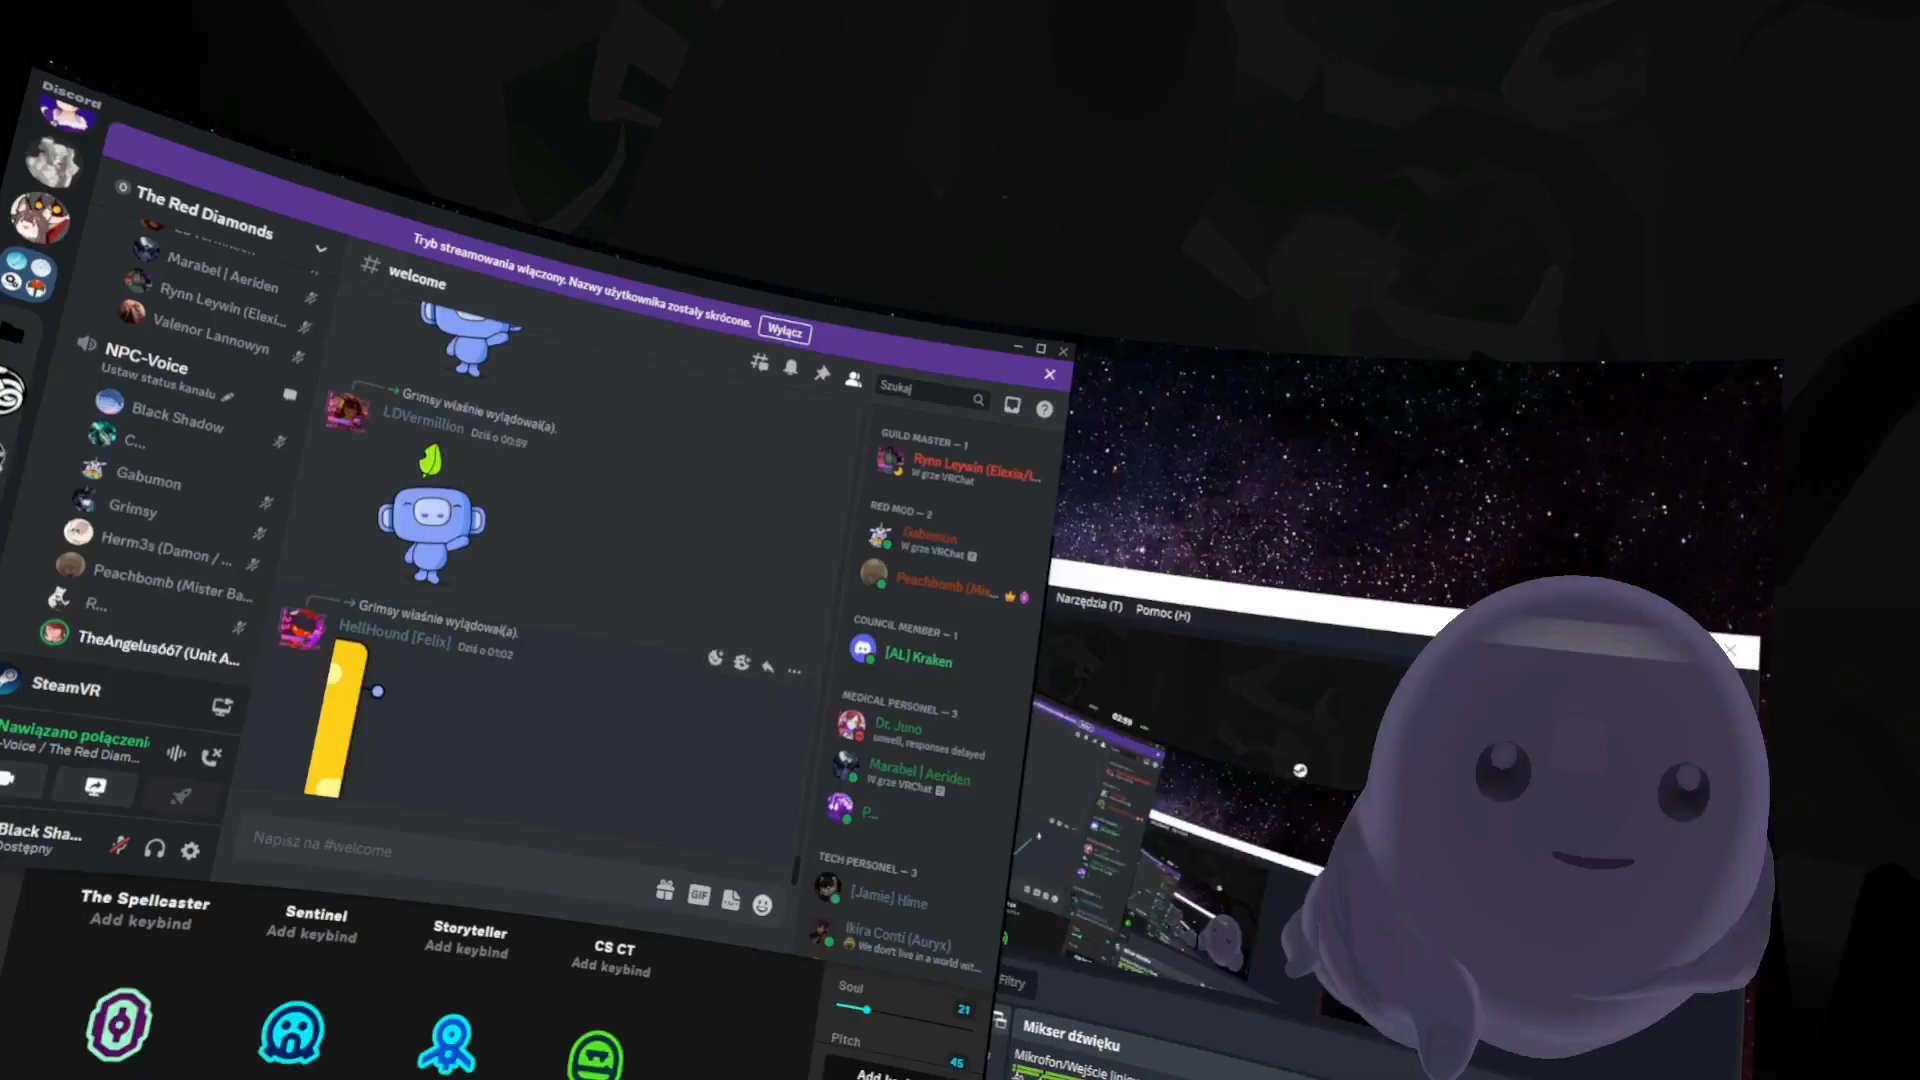 Discord
The Red Diamonds
Marabel | Aeriden
Rynn Leywin (Elexi...
Valenor Lannowyn
NPC-Voice
Ustaw status kanału
Black Shadow
C...
Gabumon
Grimsy
Herm3s (Damon / ...
Peachbomb (Mister Ba...
R...
TheAngelus667 (Unit A...
SteamVR
Nawiązano połączeni
-Voice / The Red Diam...
Black Sha...
Dostępny
Tryb streamowania włączony. Nazwy użytkownika zostały skrócone.
Wyłącz
# welcome
Szukaj
Grimsy właśnie wylądował(a).
LDVermillion Dziś o 00:59
Grimsy właśnie wylądował(a).
HellHound [Felix] Dziś o 01:02
Napisz na #welcome
GIF
GUILD MASTER — 1
Rynn Leywin (Elexia/L...
W grze VRChat
RED MOD — 2
Gabumon
W grze VRChat
Peachbomb (Mis...
COUNCIL MEMBER — 1
[AL] Kraken
MEDICAL PERSONEL — 3
Dr. Juno
unwell, responses delayed
Marabel | Aeriden
W grze VRChat
P...
TECH PERSONEL — 3
[Jamie] Hime
Ikira Conti (Auryx)
We don't live in a world wit...
The Spellcaster
Add keybind
Sentinel
Add keybind
Storyteller
Add keybind
CS CT
Add keybind
Soul
21
Pitch
45
Narzędzia (T) Pomoc (H)
02:59
Filtry
Mikser dźwięku